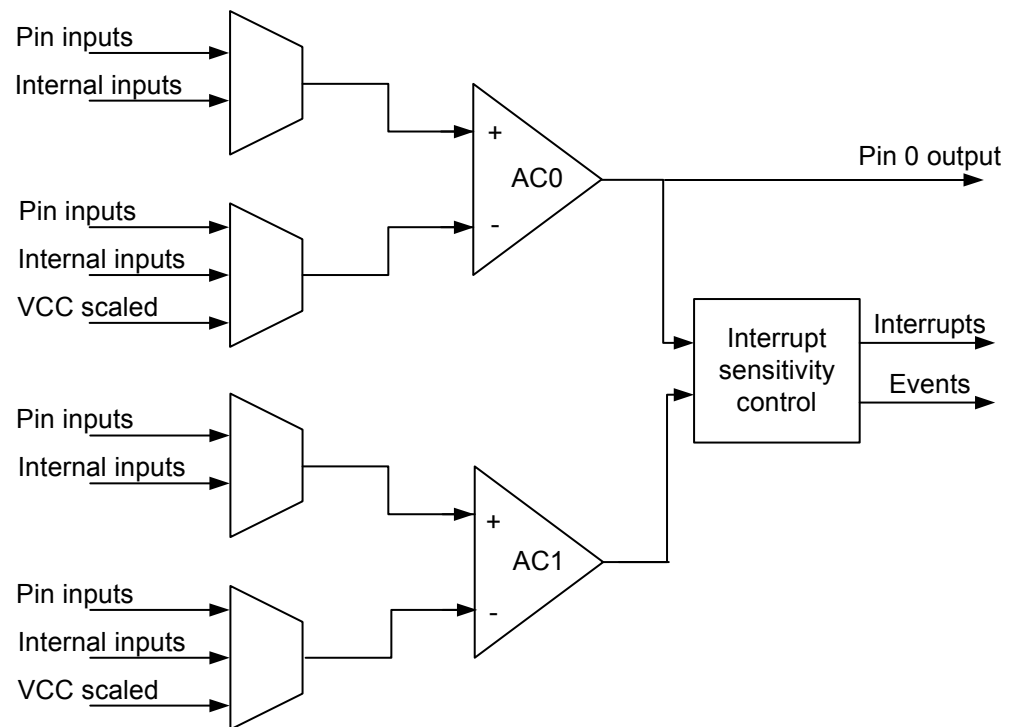 Pin inputs
Internal inputs
+
AC0
-
Pin 0 output
Pin inputs
Internal inputs
VCC scaled
Interrupt
sensitivity
control
Interrupts
Events
Pin inputs
Internal inputs
+
AC1
-
Pin inputs
Internal inputs
VCC scaled